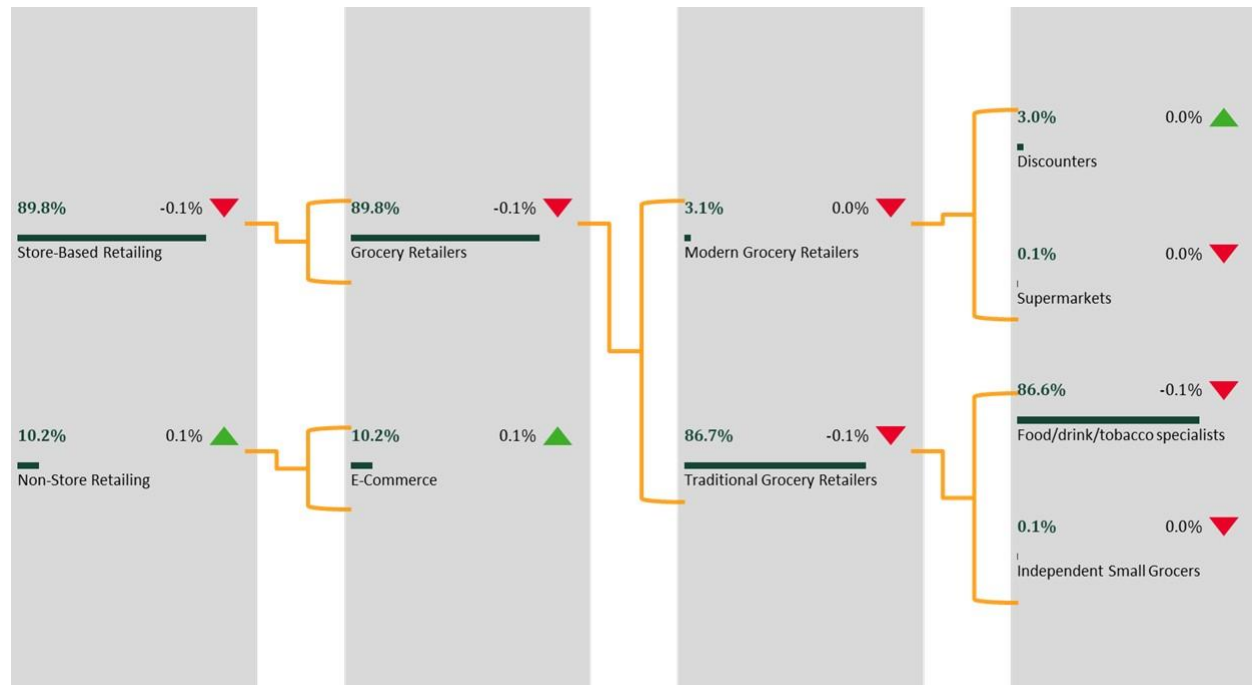 89.8% -0.1%
Store-Based Retailing
10.2% 0.1%
Non-Store Retailing
89.8% -0.1%
Grocery Retailers
10.2% 0.1%
E-Commerce
3.1% 0.0%
Modern Grocery Retailers
86.7% -0.1%
Traditional Grocery Retailers
3.0% 0.0%
Discounters
0.1% 0.0%
Supermarkets
86.6% -0.1%
Food/drink/tobacco specialists
0.1% 0.0%
Independent Small Grocers